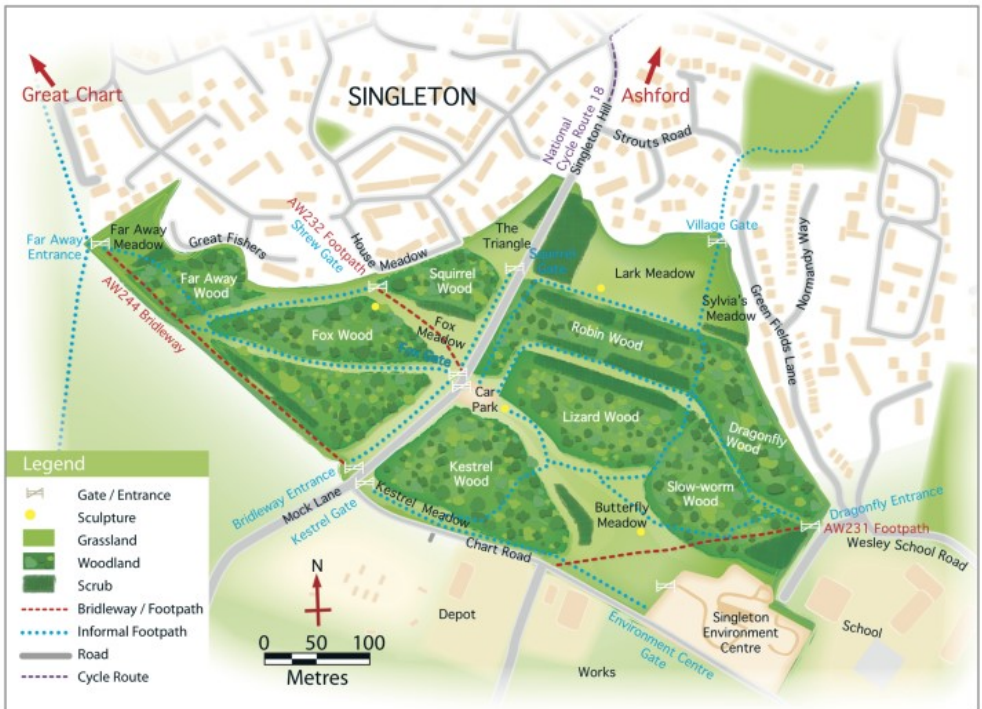 Great Chart
SINGLETON
National
Cycle Route 18
Singleton Hill
Ashford
Strouts Road
Far Away
Entrance
Far Away
Meadow
Great Fishers
AW232 Footpath
Shrew Gate
House Meadow
The
Triangle
Squirrel
Gate
Village Gate
Normandy Way
Far Away
Wood
Squirrel
Wood
Lark Meadow
Sylvia's
Meadow
Green Fields Lane
AW244 Bridleway
Fox Wood
Fox
Meadow
Fox Gate
Robin Wood
Car
Park
Lizard Wood
Dragonfly
Wood
Kestrel
Wood
Slow-worm
Wood
Bridleway Entrance
Mock Lane
Kestrel Gate
Kestrel Meadow
Butterfly
Meadow
Dragonfly Entrance
AW231 Footpath
Wesley School Road
Chart Road
Depot
Works
Environment Centre
Gate
Singleton
Environment
Centre
School
Legend
Gate / Entrance
Sculpture
Grassland
Woodland
Scrub
Bridleway / Footpath
Informal Footpath
Road
Cycle Route
N
0 50 100
Metres